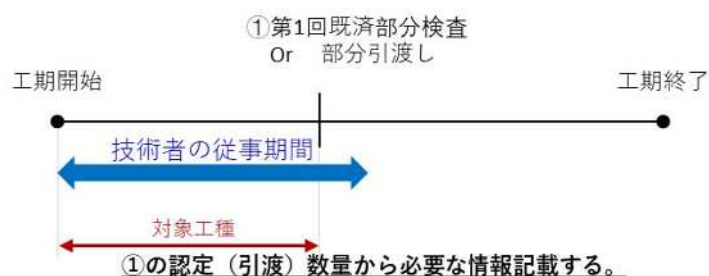 ①第1回既済部分検査
Or 部分引渡し
工期開始
工期終了
技術者の従事期間
対象工種
①の認定（引渡）数量から必要な情報記載する。